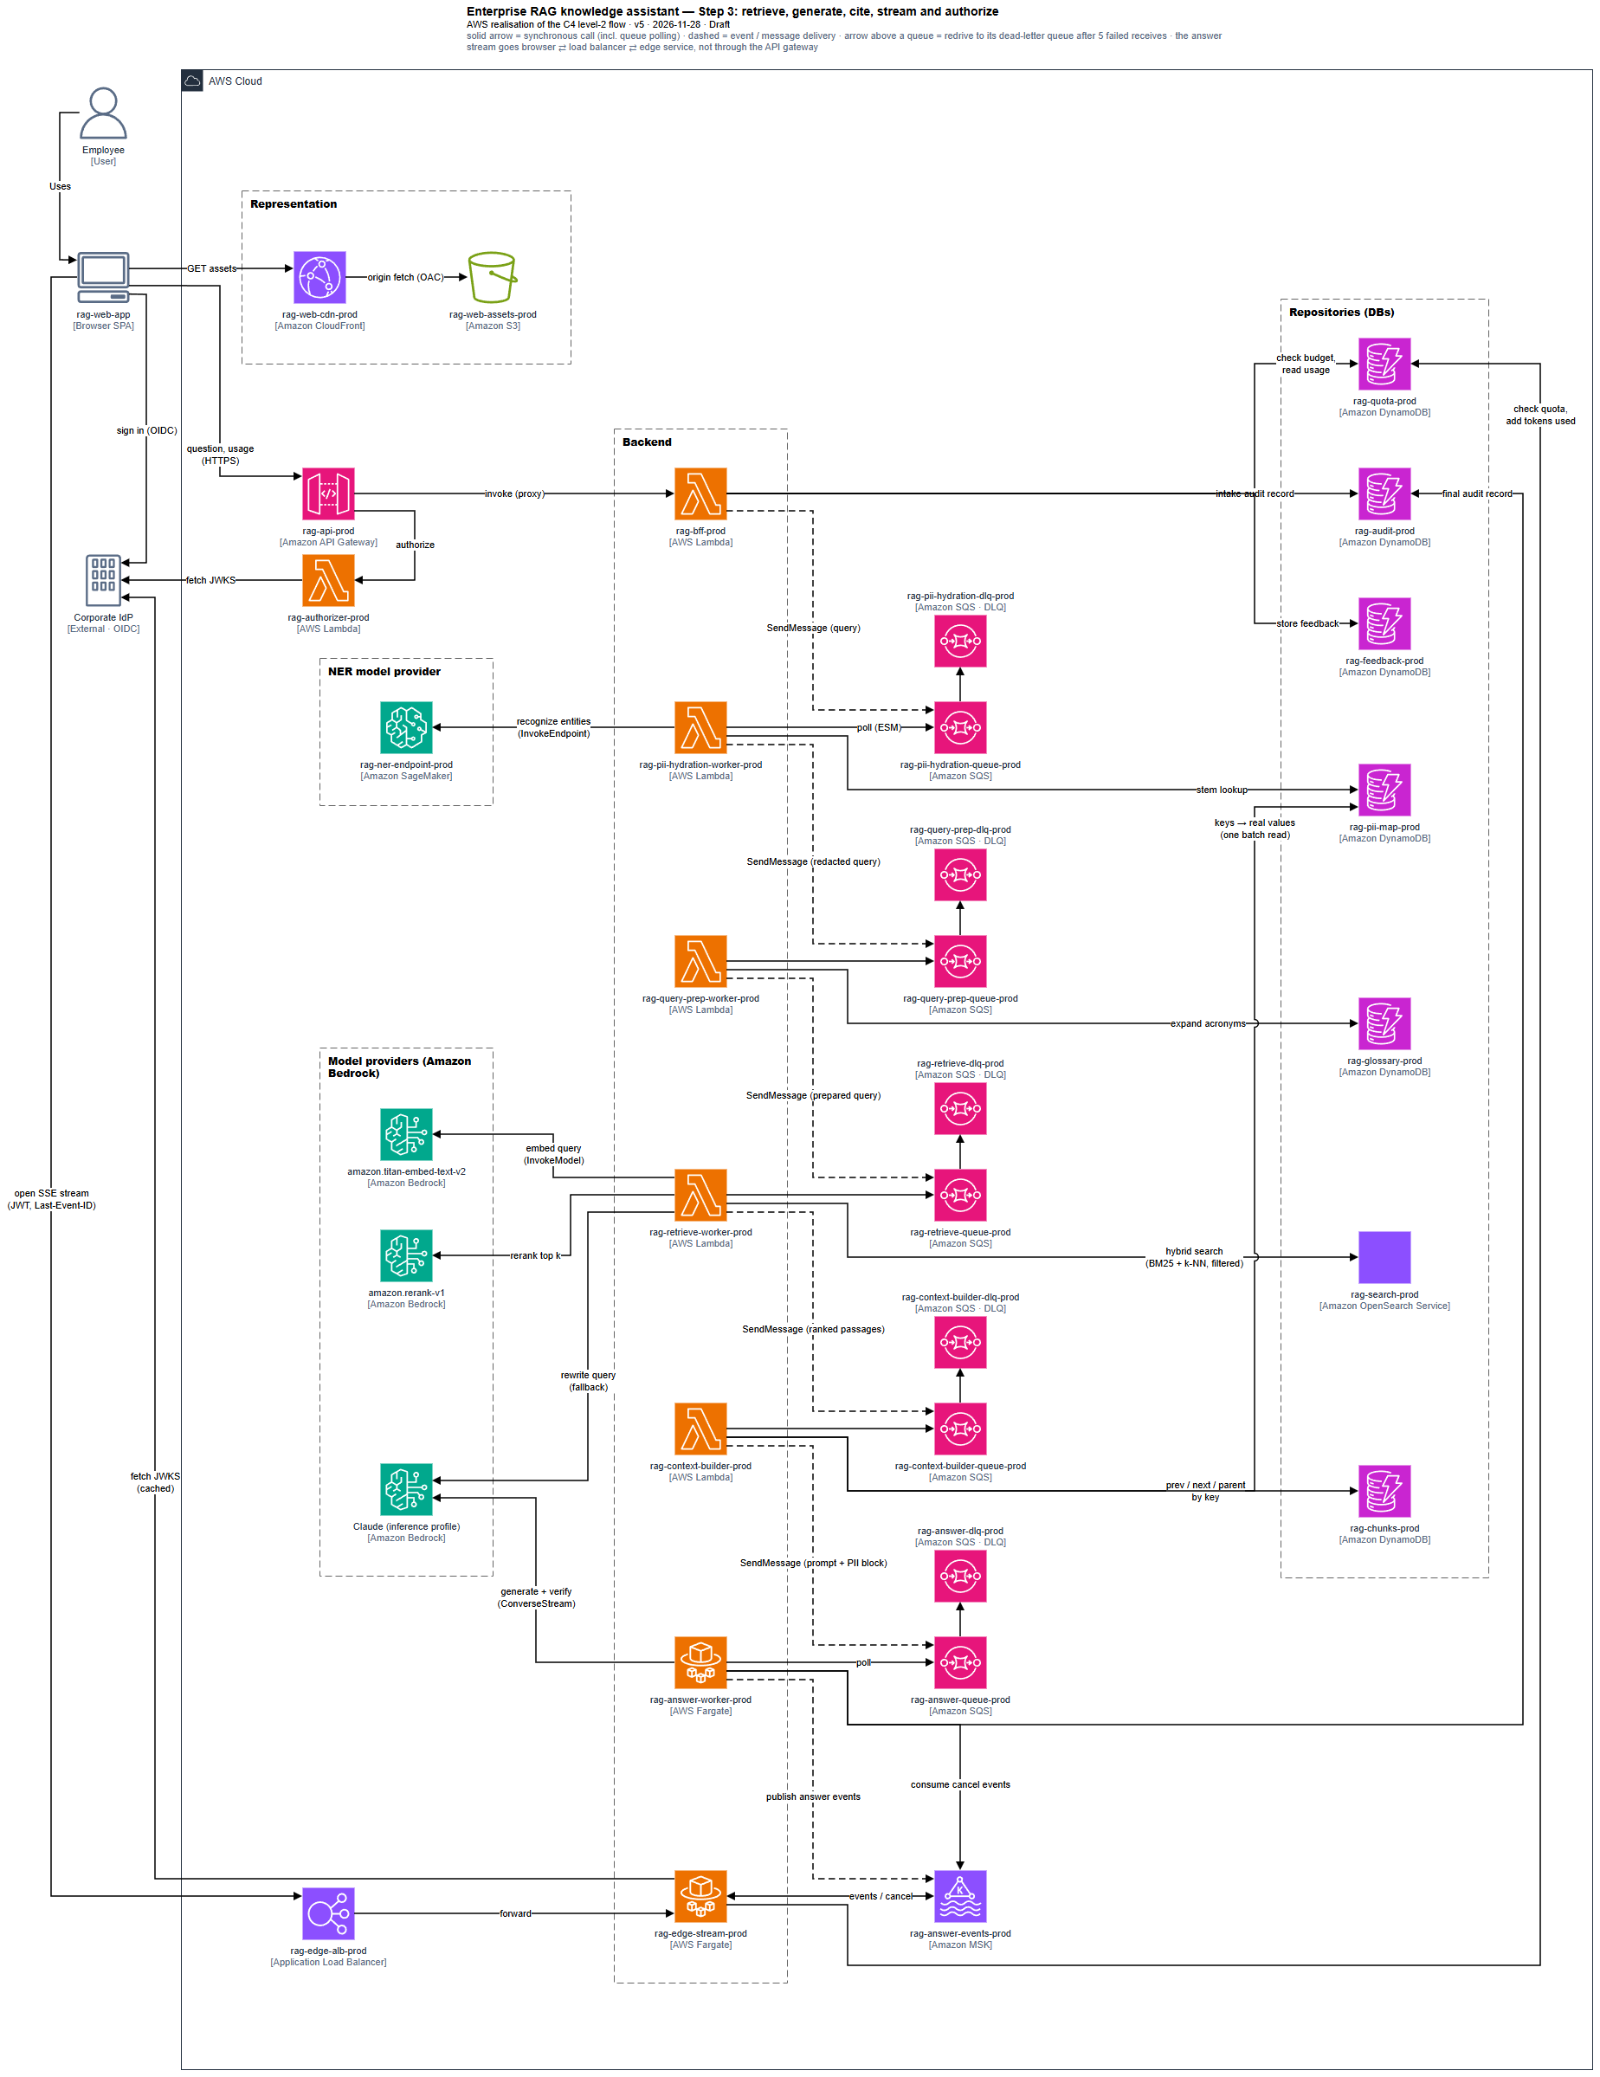 Enterprise RAG knowledge assistant — Step 3: retrieve, generate, cite, stream and authorize
AWS realisation of the C4 level-2 flow · v5 · 2026-11-28 · Draft
solid arrow = synchronous call (incl. queue polling) · dashed = event / message delivery · arrow above a queue = redrive to its dead-letter queue after 5 failed receives · the answer
stream goes browser ⇄ load balancer ⇄ edge service, not through the API gateway
AWS Cloud
Employee
[User]
Uses
Representation
GET assets
origin fetch (OAC)
rag-web-app
[Browser SPA]
rag-web-cdn-prod
[Amazon CloudFront]
rag-web-assets-prod
[Amazon S3]
Repositories (DBs)
check budget,
read usage
rag-quota-prod
[Amazon DynamoDB]
check quota,
add tokens used
sign in (OIDC)
question, usage
(HTTPS)
Backend
invoke (proxy)
intake audit record
final audit record
rag-api-prod
[Amazon API Gateway]
rag-bff-prod
[AWS Lambda]
rag-audit-prod
[Amazon DynamoDB]
authorize
fetch JWKS
Corporate IdP
[External · OIDC]
rag-authorizer-prod
[AWS Lambda]
rag-pii-hydration-dlq-prod
[Amazon SQS · DLQ]
SendMessage (query)
store feedback
rag-feedback-prod
[Amazon DynamoDB]
NER model provider
recognize entities
(InvokeEndpoint)
poll (ESM)
rag-ner-endpoint-prod
[Amazon SageMaker]
rag-pii-hydration-worker-prod
[AWS Lambda]
rag-pii-hydration-queue-prod
[Amazon SQS]
stem lookup
keys → real values
(one batch read)
rag-pii-map-prod
[Amazon DynamoDB]
rag-query-prep-dlq-prod
[Amazon SQS · DLQ]
SendMessage (redacted query)
rag-query-prep-worker-prod
[AWS Lambda]
rag-query-prep-queue-prod
[Amazon SQS]
expand acronyms
rag-glossary-prod
[Amazon DynamoDB]
Model providers (Amazon
Bedrock)
rag-retrieve-dlq-prod
[Amazon SQS · DLQ]
SendMessage (prepared query)
embed query
(InvokeModel)
amazon.titan-embed-text-v2
[Amazon Bedrock]
open SSE stream
(JWT, Last-Event-ID)
rerank top k
rag-retrieve-worker-prod
[AWS Lambda]
rag-retrieve-queue-prod
[Amazon SQS]
hybrid search
(BM25 + k-NN, filtered)
amazon.rerank-v1
[Amazon Bedrock]
rag-search-prod
[Amazon OpenSearch Service]
rag-context-builder-dlq-prod
[Amazon SQS · DLQ]
SendMessage (ranked passages)
rewrite query
(fallback)
rag-context-builder-prod
[AWS Lambda]
rag-context-builder-queue-prod
[Amazon SQS]
fetch JWKS
(cached)
prev / next / parent
by key
Claude (inference profile)
[Amazon Bedrock]
rag-chunks-prod
[Amazon DynamoDB]
rag-answer-dlq-prod
[Amazon SQS · DLQ]
SendMessage (prompt + PII block)
generate + verify
(ConverseStream)
poll
rag-answer-worker-prod
[AWS Fargate]
rag-answer-queue-prod
[Amazon SQS]
consume cancel events
publish answer events
events / cancel
forward
rag-edge-alb-prod
[Application Load Balancer]
rag-edge-stream-prod
[AWS Fargate]
K
rag-answer-events-prod
[Amazon MSK]